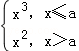 x³, x≤a
x², x>a